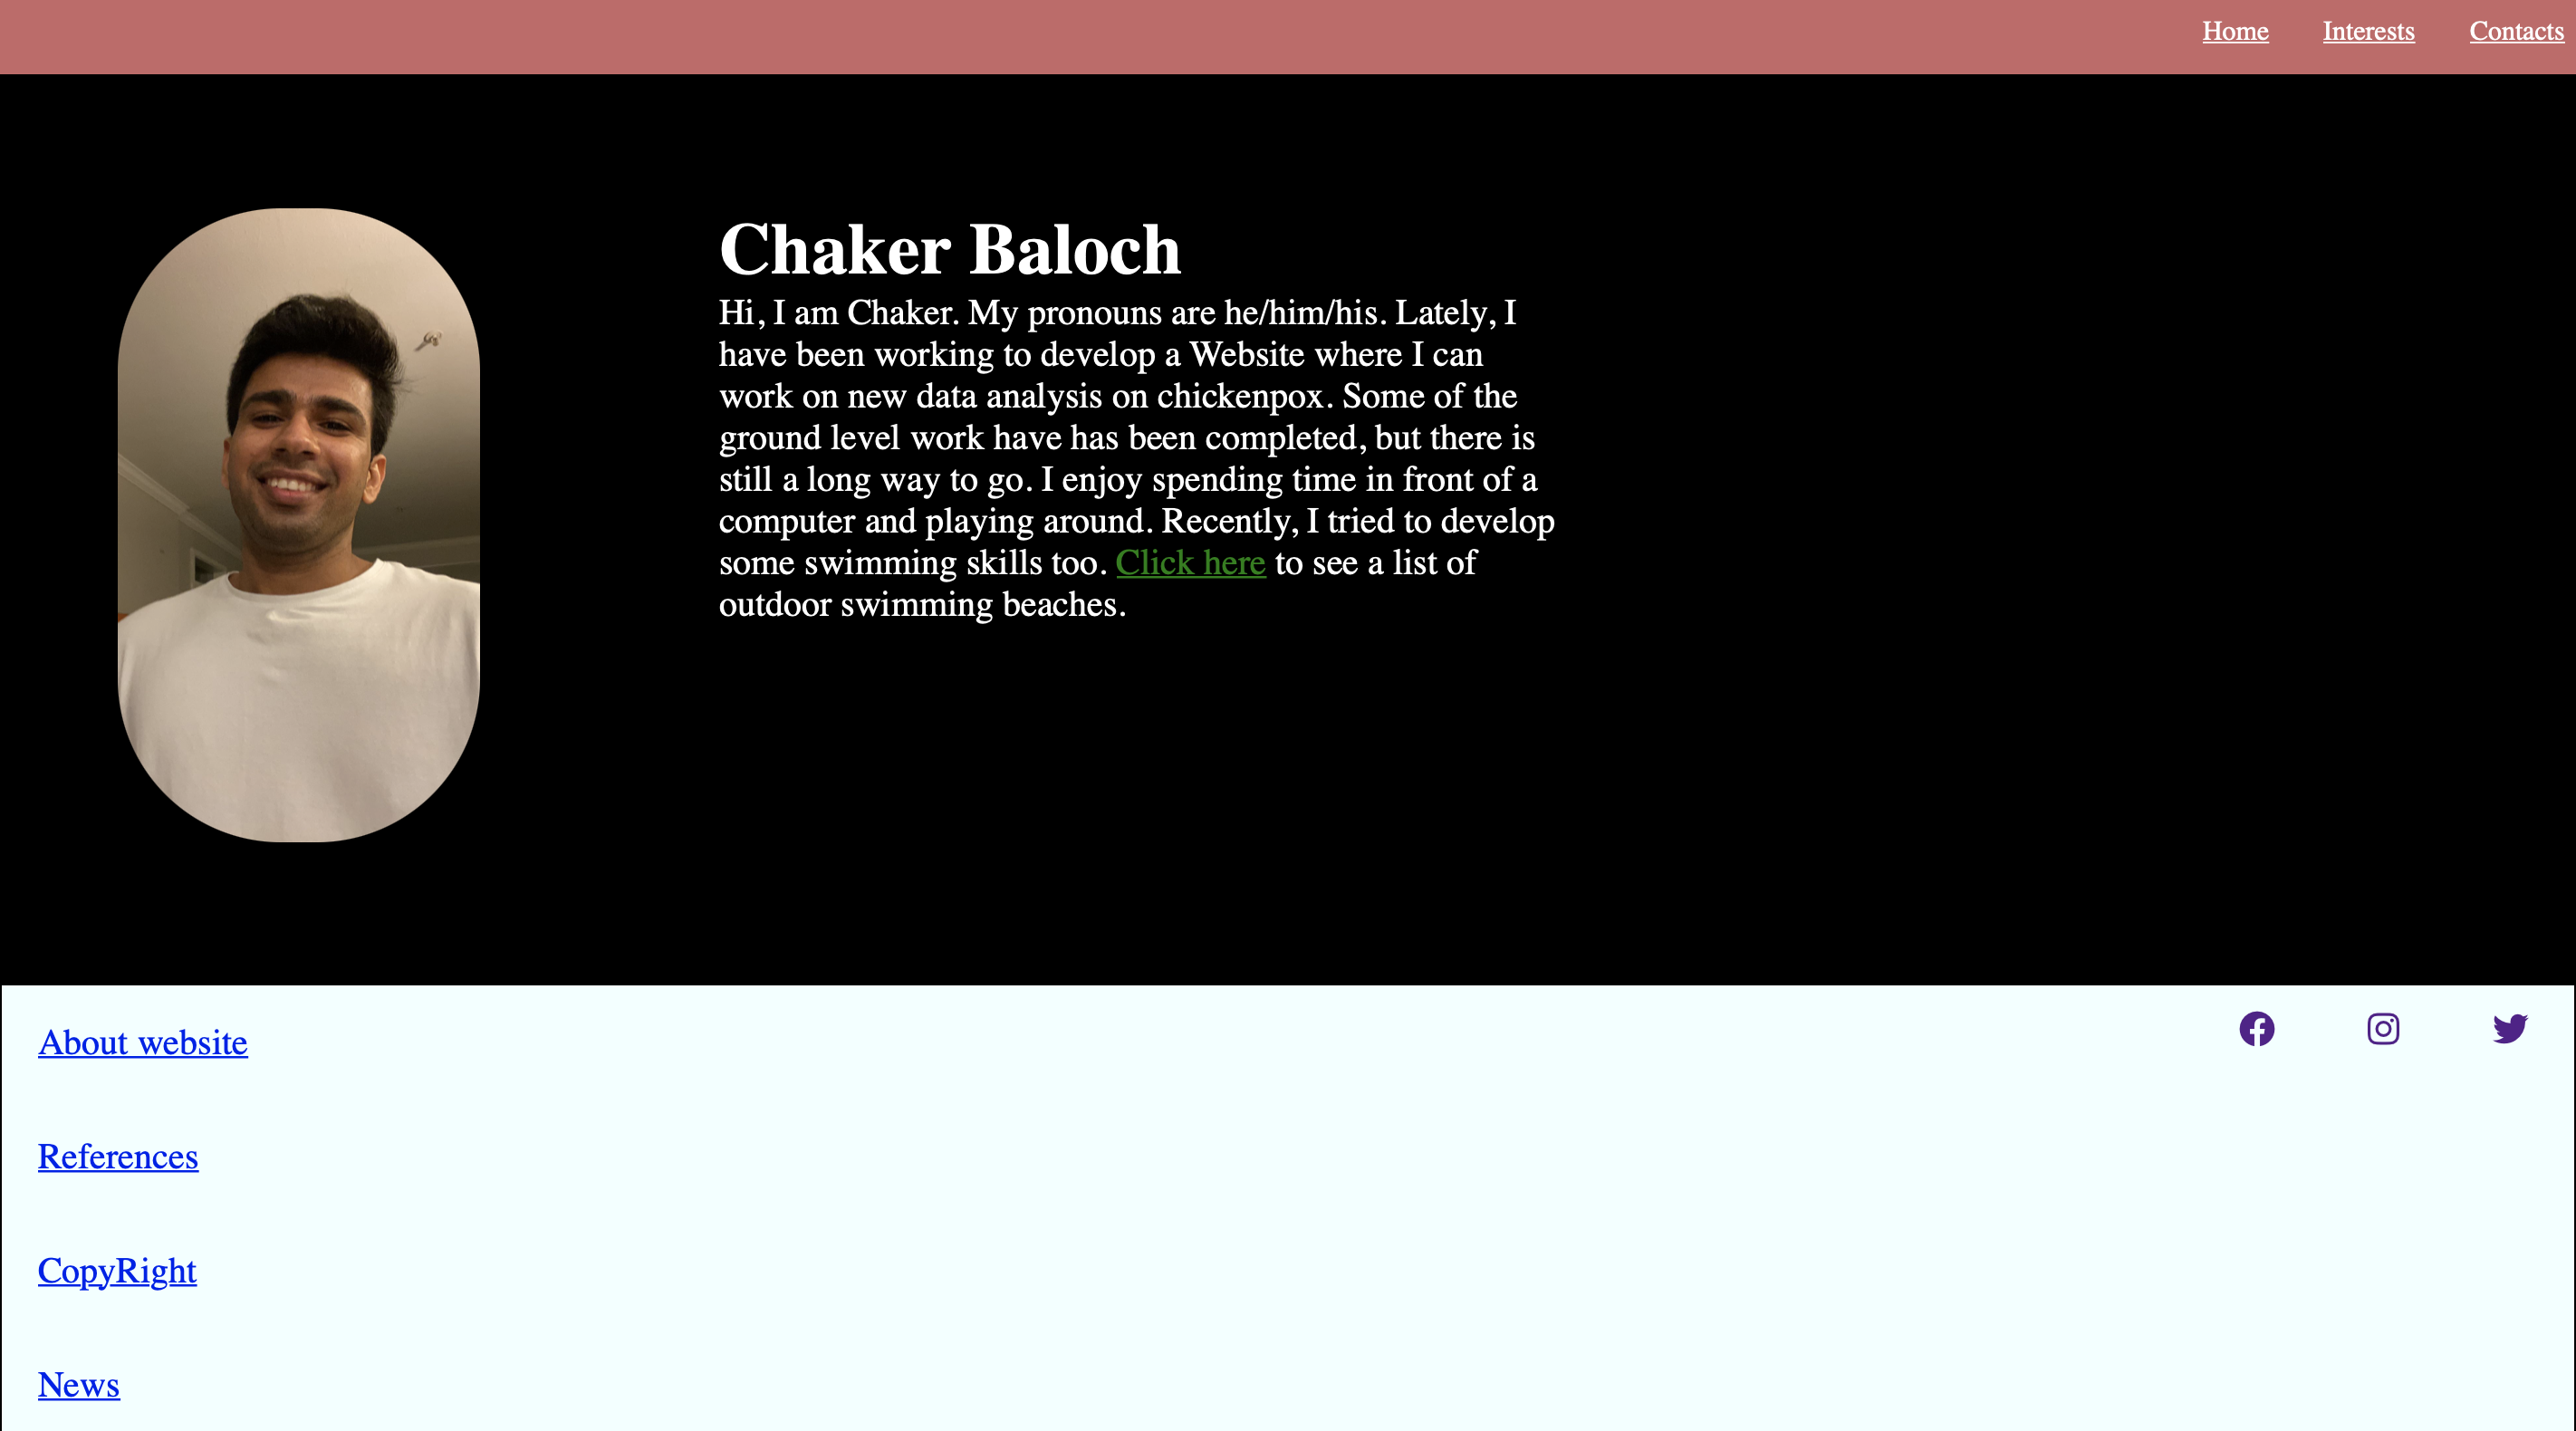 Home Interests Contacts
Chaker Baloch
Hi, I am Chaker. My pronouns are he/him/his. Lately, I
have been working to develop a Website where I can
work on new data analysis on chickenpox. Some of the
ground level work have has been completed, but there is
still a long way to go. I enjoy spending time in front of a
computer and playing around. Recently, I tried to develop
some swimming skills too. Click here to see a list of
outdoor swimming beaches.
About website
References
CopyRight
News